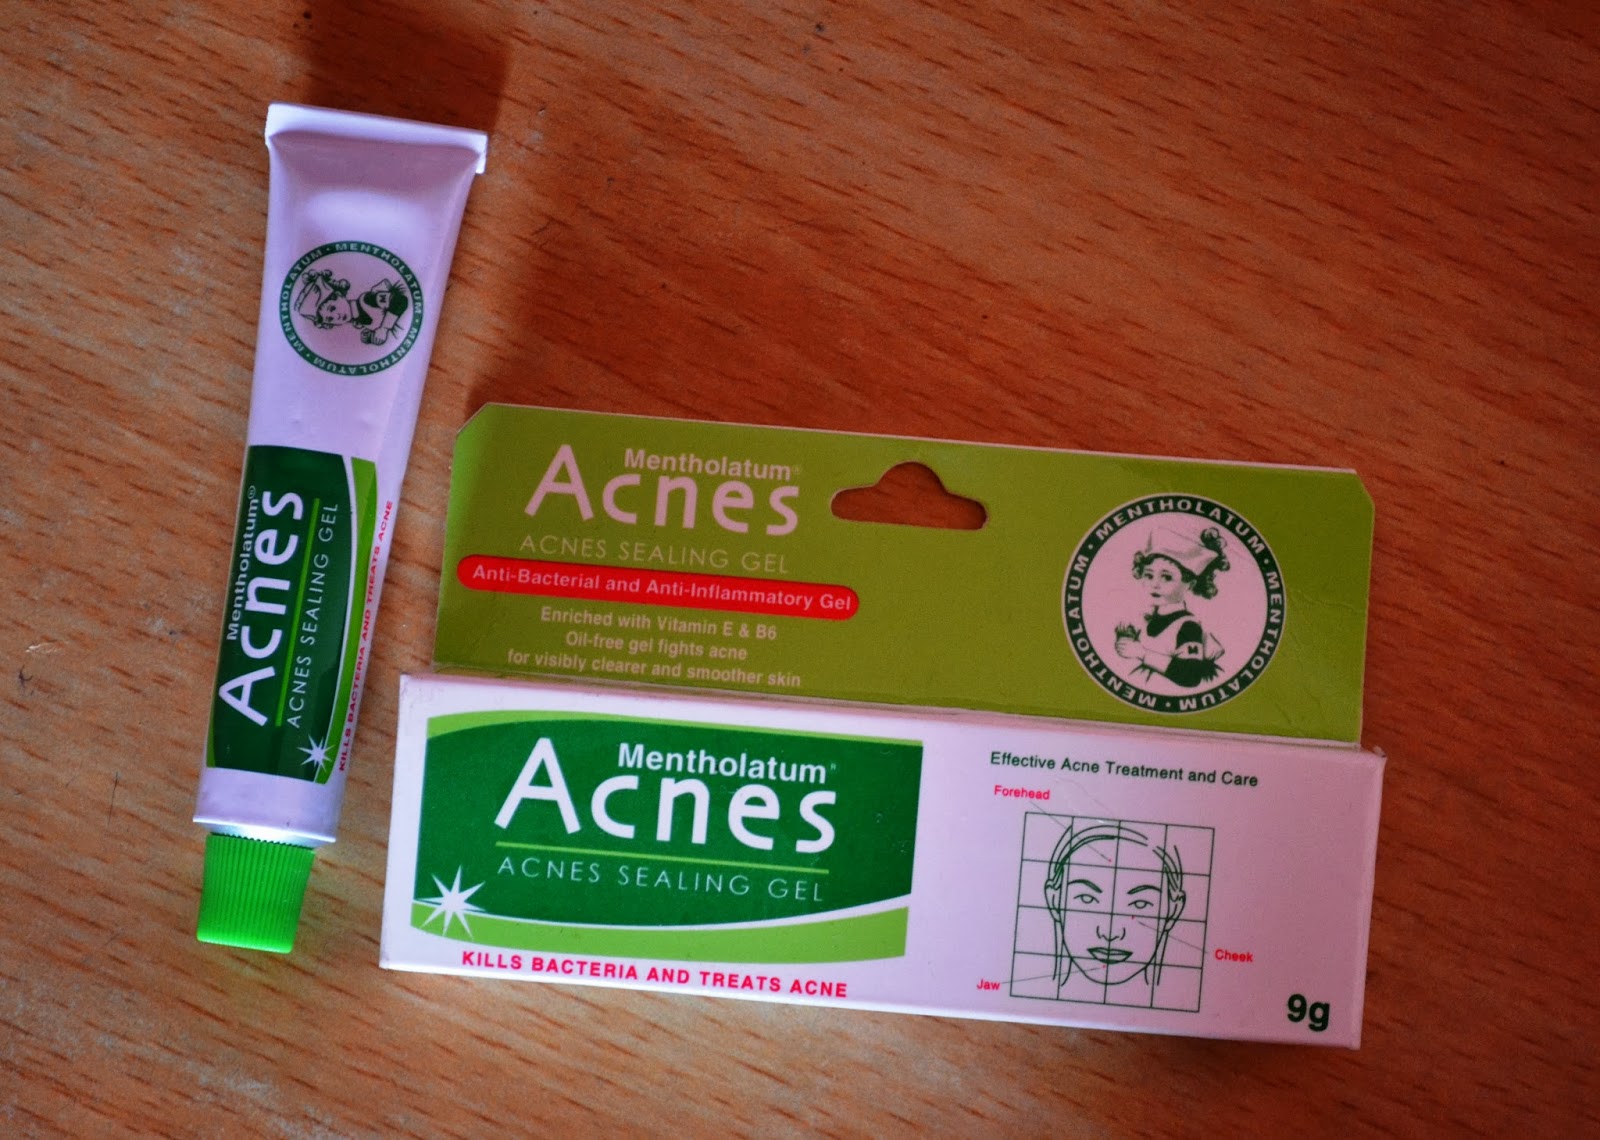 MENTHOLATUM · MENTHOLATUM · MENTHOLATUM ·
M
Mentholatum®
Acnes
ACNES SEALING GEL
KILLS BACTERIA AND TREATS ACNE
Mentholatum®
Acnes
ACNES SEALING GEL
Anti-Bacterial and Anti-Inflammatory Gel
Enriched with Vitamin E & B6
Oil-free gel fights acne
for visibly clearer and smoother skin
MENTHOLATUM · MENTHOLATUM · MENTHOLATUM ·
M
Mentholatum®
Acnes
ACNES SEALING GEL
KILLS BACTERIA AND TREATS ACNE
Effective Acne Treatment and Care
Forehead
Cheek
Jaw
9g